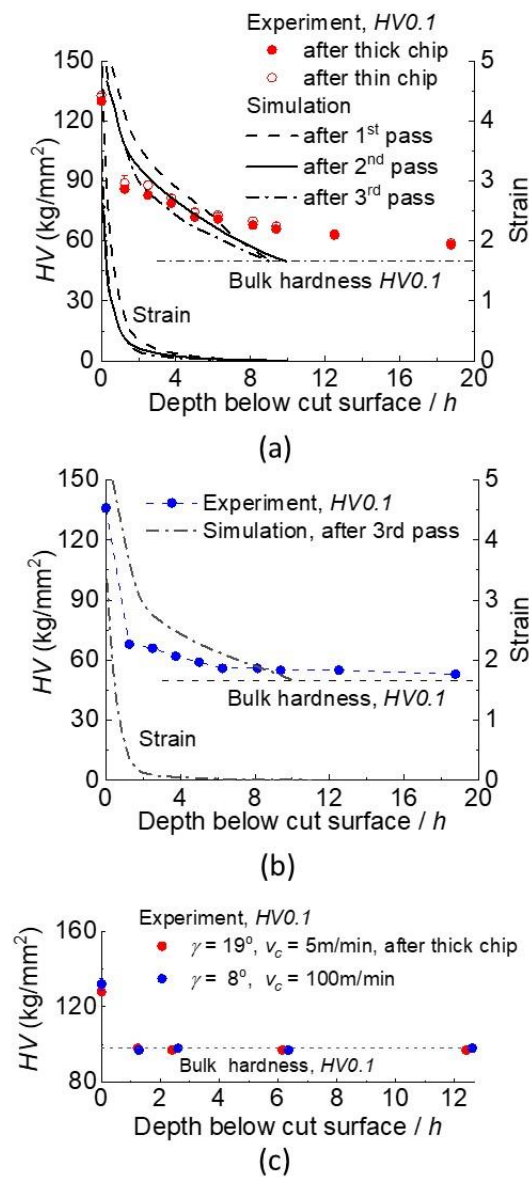 Experiment, HV0.1
after thick chip
after thin chip
Simulation
after 1st pass
after 2nd pass
after 3rd pass
Bulk hardness HV0.1
Strain
HV (kg/mm²)
150
120
90
60
30
0
Strain
5
4
3
2
1
0
0 4 8 12 16 20
Depth below cut surface / h
(a)
Experiment, HV0.1
Simulation, after 3rd pass
Bulk hardness, HV0.1
Strain
HV (kg/mm²)
150
120
90
60
30
0
Strain
5
4
3
2
1
0
0 4 8 12 16 20
Depth below cut surface / h
(b)
Experiment, HV0.1
γ = 19°, vc = 5m/min, after thick chip
γ = 8°, vc = 100m/min
Bulk hardness, HV0.1
HV (kg/mm²)
160
120
80
0 2 4 6 8 10 12
Depth below cut surface / h
(c)